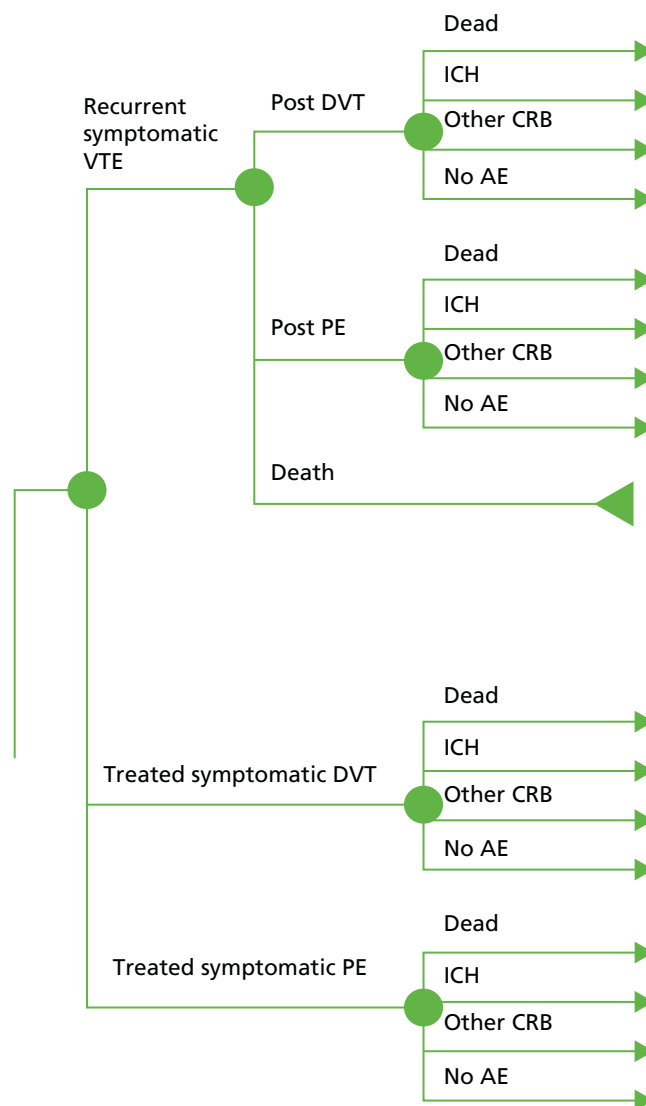 Recurrent
symptomatic
VTE
Post DVT
Dead
ICH
Other CRB
No AE
Post PE
Dead
ICH
Other CRB
No AE
Death
Treated symptomatic DVT
Dead
ICH
Other CRB
No AE
Treated symptomatic PE
Dead
ICH
Other CRB
No AE